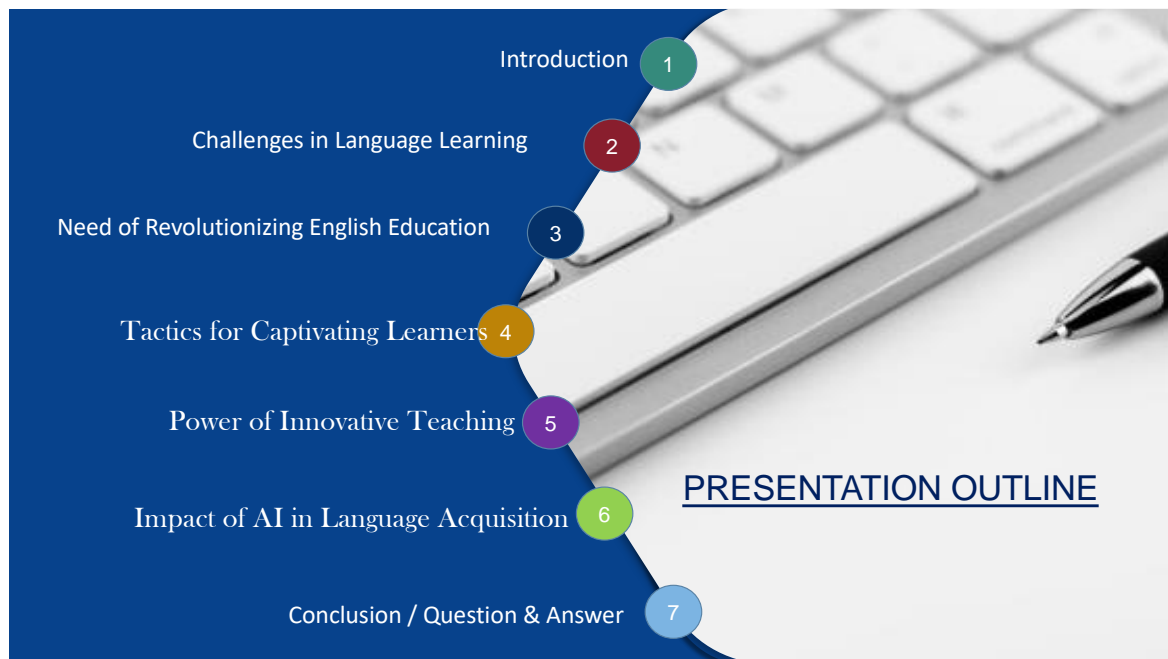 Introduction 1
Challenges in Language Learning 2
Need of Revolutionizing English Education 3
Tactics for Captivating Learners 4
Power of Innovative Teaching 5
PRESENTATION OUTLINE
Impact of AI in Language Acquisition 6
Conclusion / Question & Answer 7